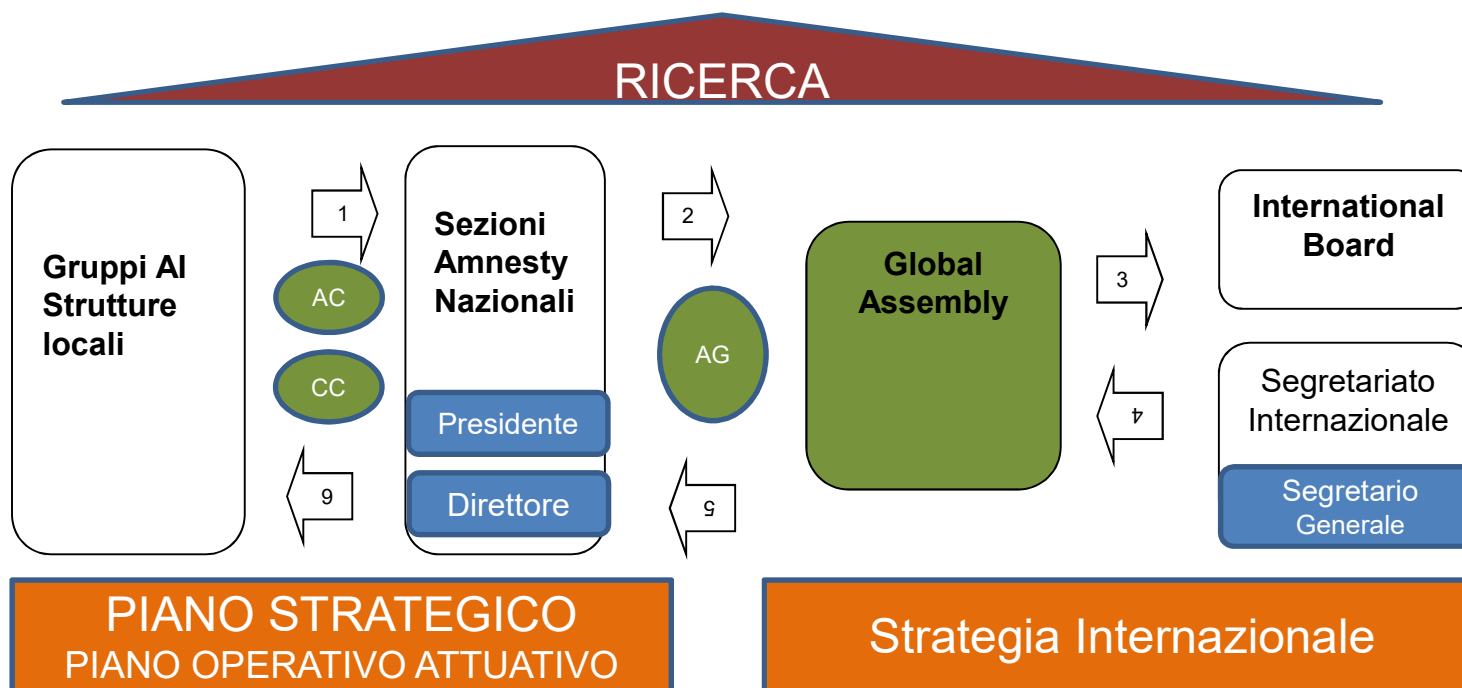 RICERCA
Gruppi AI
Strutture
locali
1
AC
CC
6
Sezioni
Amnesty
Nazionali
Presidente
Direttore
2
AG
5
Global
Assembly
3
4
International
Board
Segretariato
Internazionale
Segretario
Generale
PIANO STRATEGICO
PIANO OPERATIVO ATTUATIVO
Strategia Internazionale